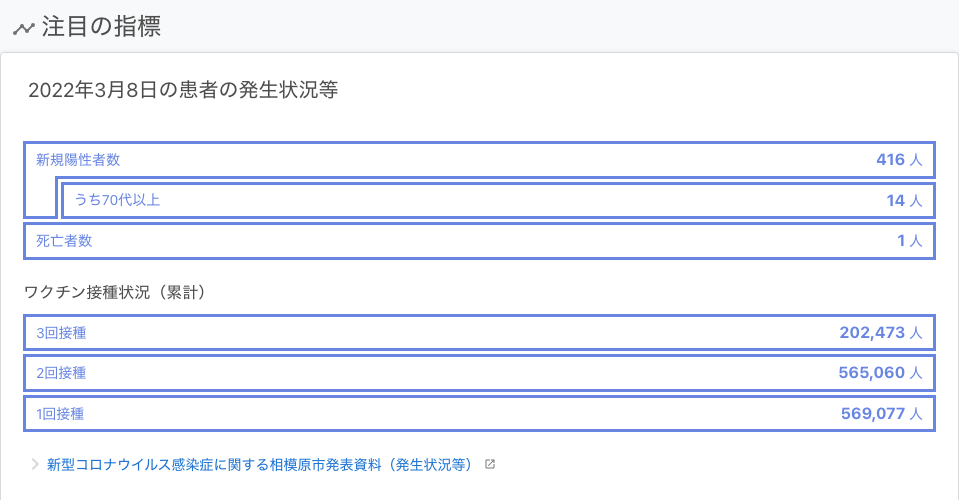 注目の指標
2022年3月8日の患者の発生状況等
新規陽性者数 416 人
うち70代以上 14 人
死亡者数 1 人
ワクチン接種状況（累計）
3回接種 202,473 人
2回接種 565,060 人
1回接種 569,077 人
新型コロナウイルス感染症に関する相模原市発表資料（発生状況等）